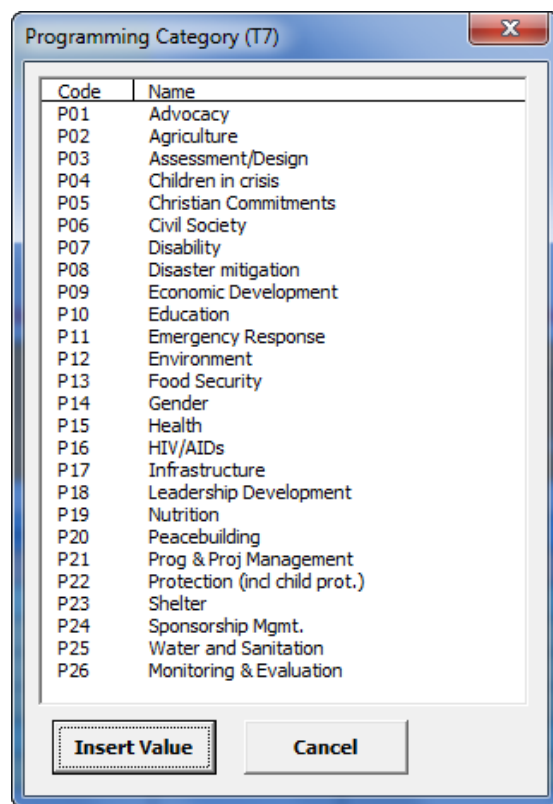 Programming Category (T7)
Code Name
P01 Advocacy
P02 Agriculture
P03 Assessment/Design
P04 Children in crisis
P05 Christian Commitments
P06 Civil Society
P07 Disability
P08 Disaster mitigation
P09 Economic Development
P10 Education
P11 Emergency Response
P12 Environment
P13 Food Security
P14 Gender
P15 Health
P16 HIV/AIDs
P17 Infrastructure
P18 Leadership Development
P19 Nutrition
P20 Peacebuilding
P21 Prog & Proj Management
P22 Protection (incl child prot.)
P23 Shelter
P24 Sponsorship Mgmt.
P25 Water and Sanitation
P26 Monitoring & Evaluation
Insert Value Cancel